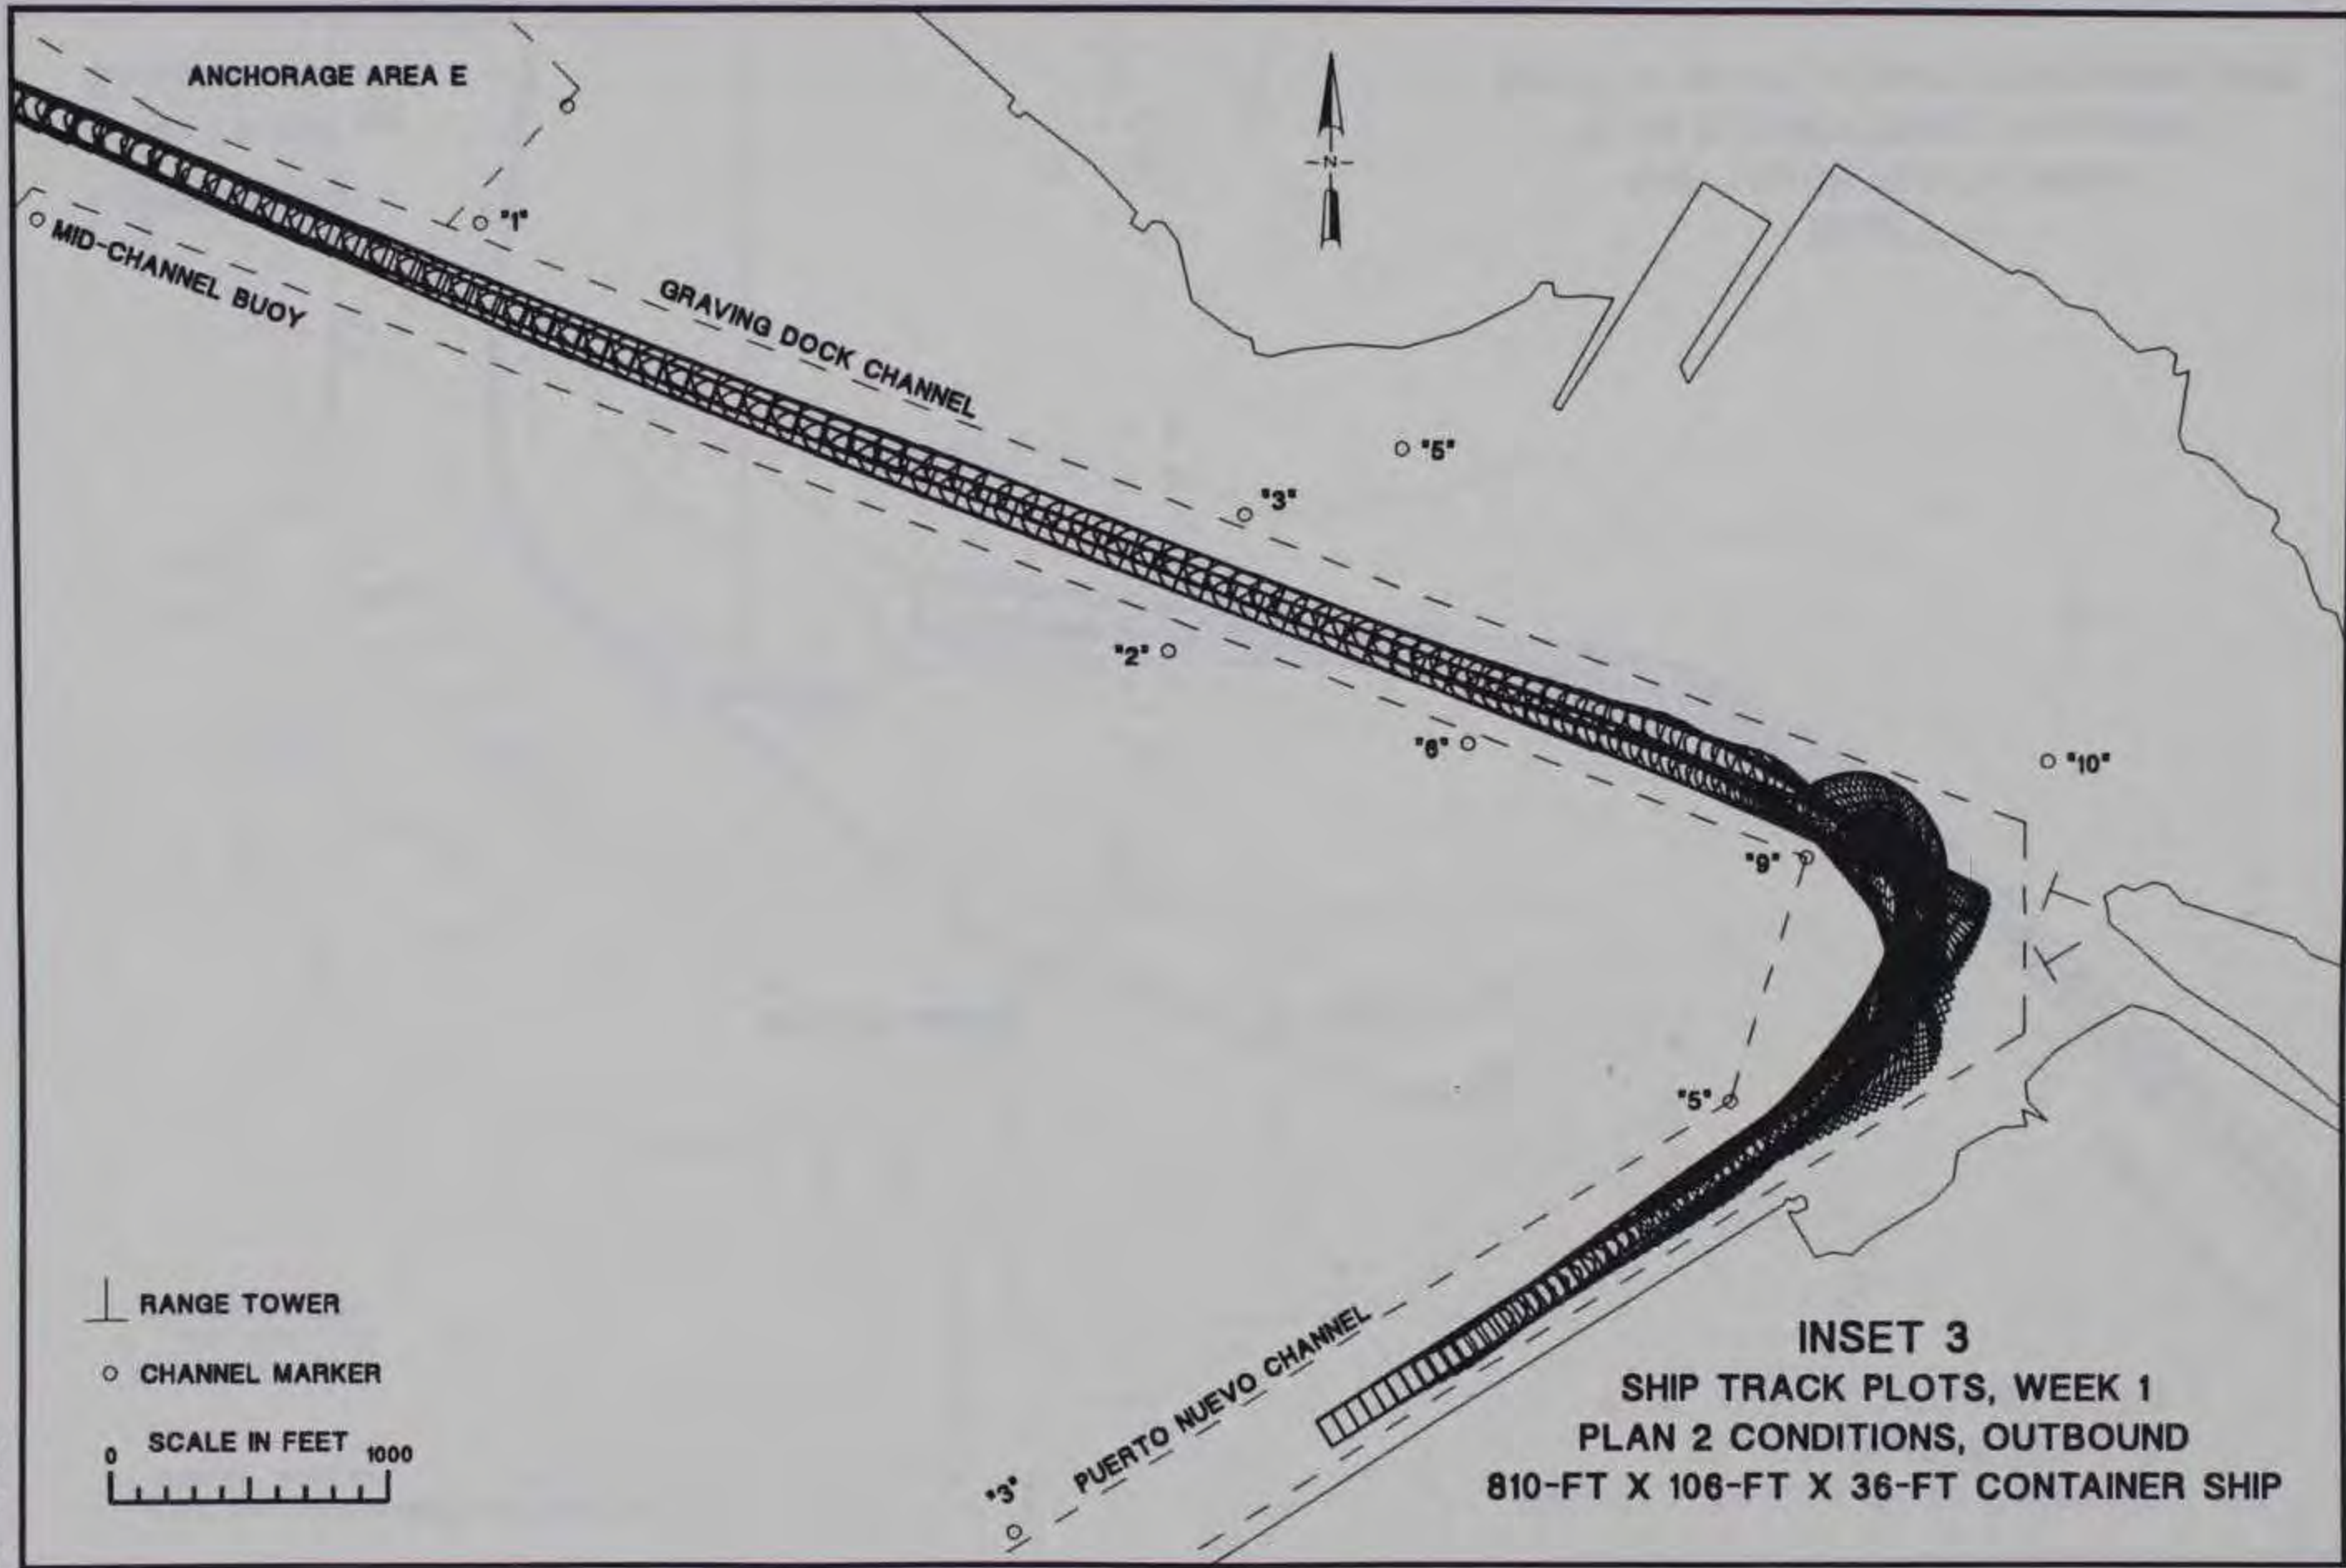 ANCHORAGE AREA E
-N-
"1"
MID-CHANNEL BUOY
GRAVING DOCK CHANNEL
"5"
"3"
"2"
"6"
"10"
"9"
"5"
RANGE TOWER
CHANNEL MARKER
SCALE IN FEET
0 1000
PUERTO NUEVO CHANNEL
"3"
INSET 3
SHIP TRACK PLOTS, WEEK 1
PLAN 2 CONDITIONS, OUTBOUND
810-FT X 106-FT X 36-FT CONTAINER SHIP